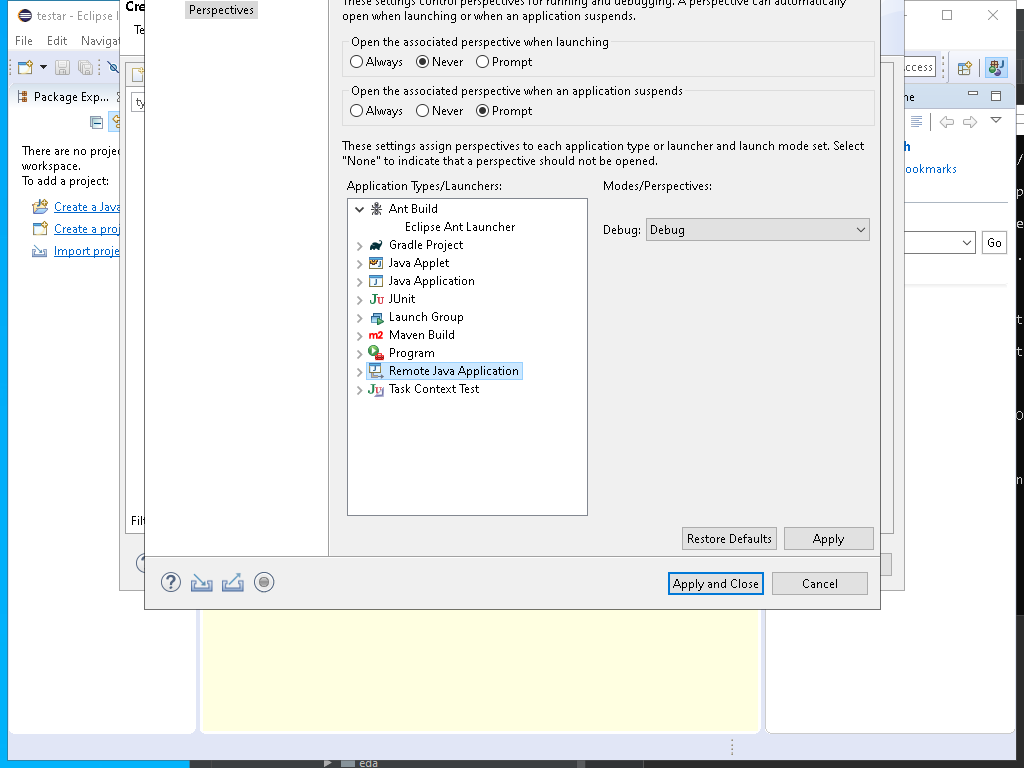 testar - Eclipse I
File Edit Navigat
Package Exp...
There are no proje
workspace.
To add a project:
Create a Java
Create a proj
Import proje
Cre
Te
ty
Filt
Perspectives
These settings control perspectives for running and debugging. A perspective can automatically
open when launching or when an application suspends.
Open the associated perspective when launching
Always Never Prompt
Open the associated perspective when an application suspends
Always Never Prompt
These settings assign perspectives to each application type or launcher and launch mode set. Select
"None" to indicate that a perspective should not be opened.
Application Types/Launchers:
Modes/Perspectives:
Ant Build
Eclipse Ant Launcher
Gradle Project
Java Applet
Java Application
JUnit
Launch Group
Maven Build
Program
Remote Java Application
Task Context Test
Debug: Debug
Restore Defaults Apply
Apply and Close Cancel
ccess
ne
h
ookmarks
Go
eda